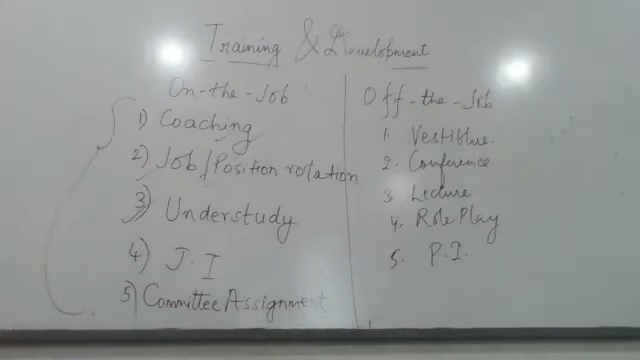 Training & Development
On-the-Job
1) Coaching
2) Job/Position rotation
3) Understudy
4) J.I
5) Committee Assignment
Off-the-Job
1. Vestiblue.
2. Conference
3 Lecture
4. Role Play
5. P.I.